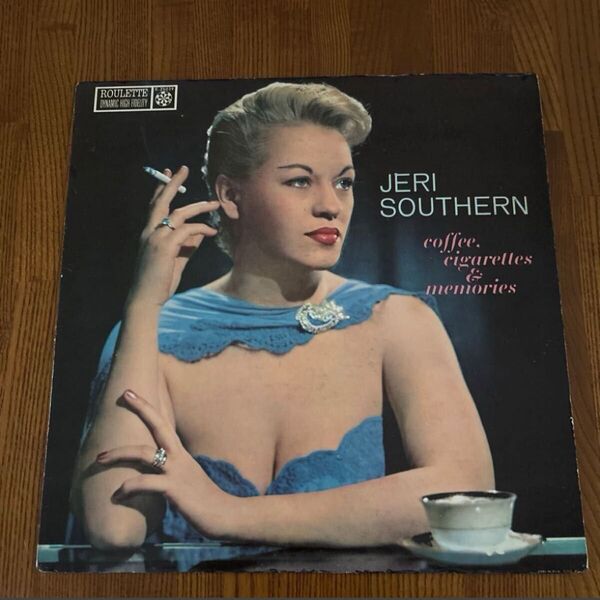 ROULETTE
DYNAMIC HIGH FIDELITY
JERI
SOUTHERN
coffee,
cigarettes
&
memories